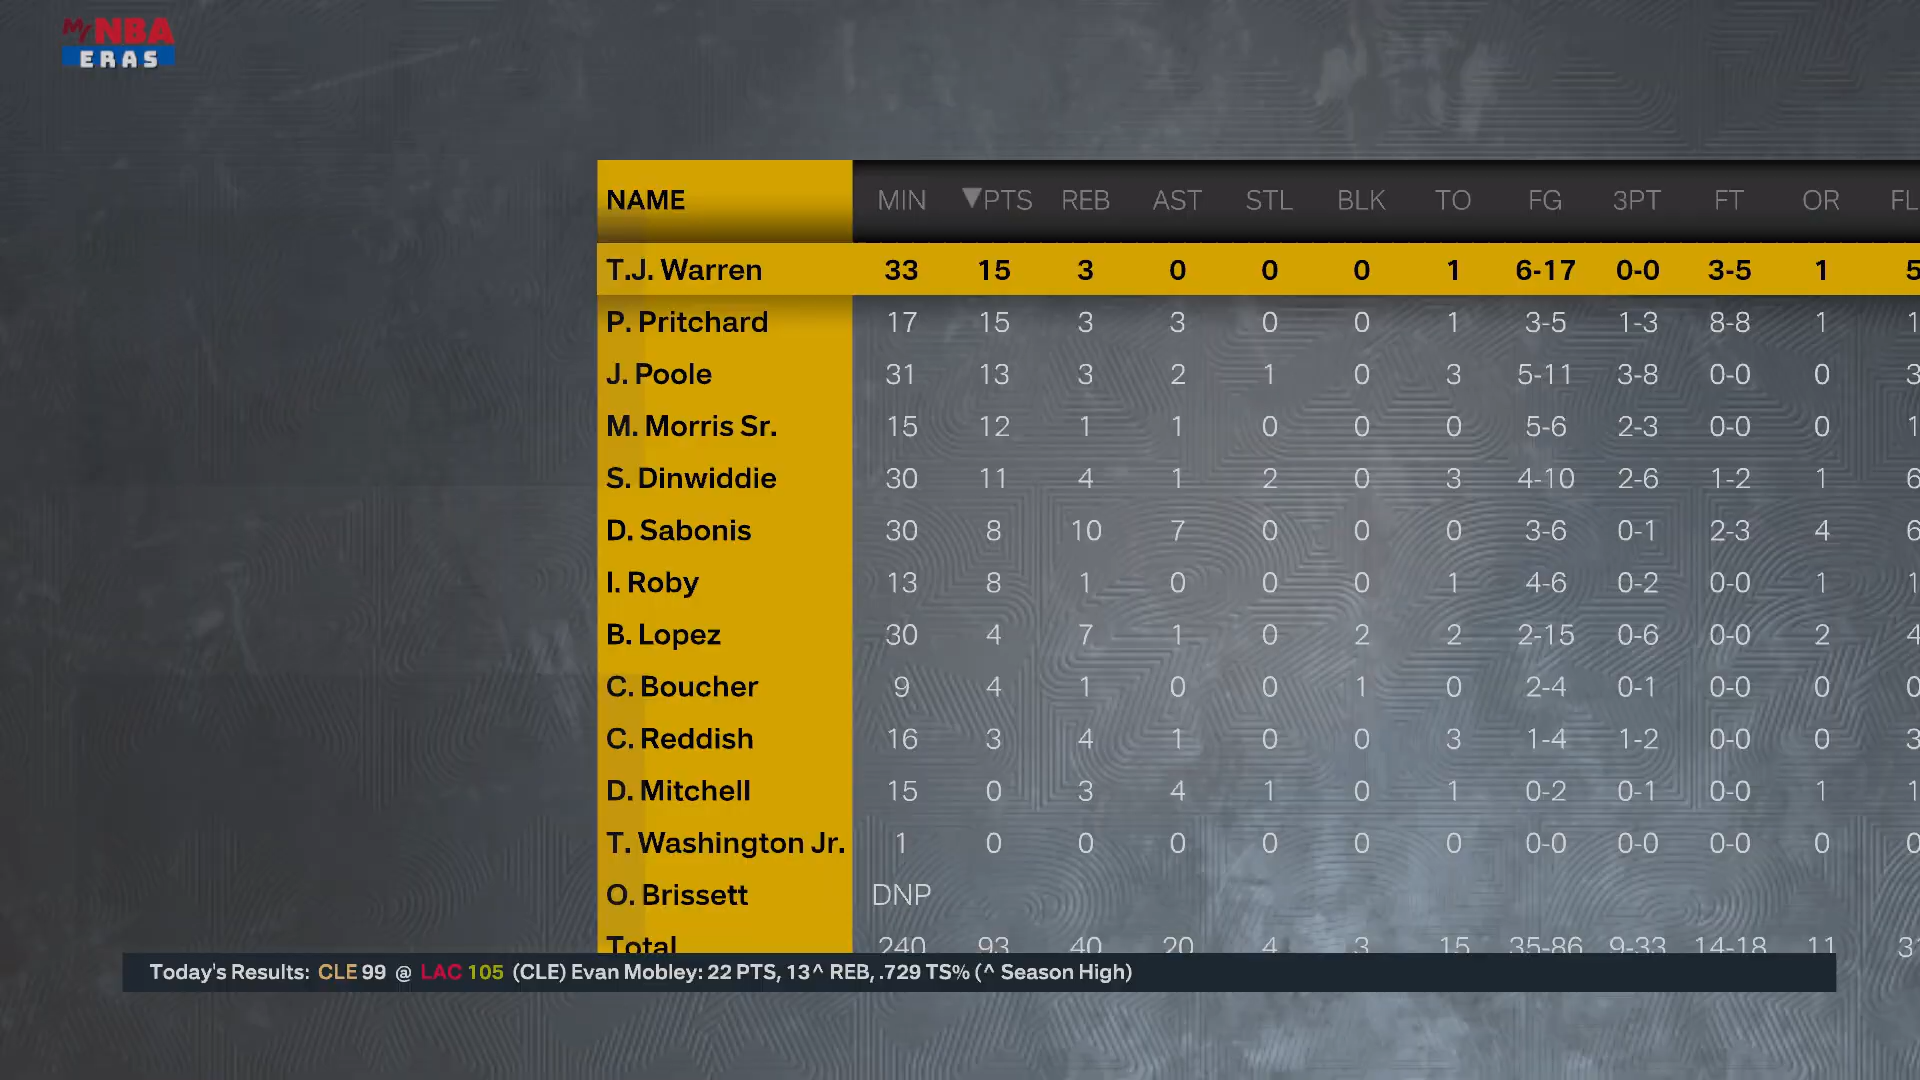 My NBA
ERAS
NAME MIN ▼PTS REB AST STL BLK TO FG 3PT FT OR FL
T.J. Warren 33 15 3 0 0 0 1 6-17 0-0 3-5 1 5
P. Pritchard 17 15 3 3 0 0 1 3-5 1-3 8-8 1 1
J. Poole 31 13 3 2 1 0 3 5-11 3-8 0-0 0 3
M. Morris Sr. 15 12 1 1 0 0 0 5-6 2-3 0-0 0 1
S. Dinwiddie 30 11 4 1 2 0 3 4-10 2-6 1-2 1 6
D. Sabonis 30 8 10 7 0 0 0 3-6 0-1 2-3 4 6
I. Roby 13 8 1 0 0 0 1 4-6 0-2 0-0 1 1
B. Lopez 30 4 7 1 0 2 2 2-15 0-6 0-0 2 4
C. Boucher 9 4 1 0 0 1 0 2-4 0-1 0-0 0 0
C. Reddish 16 3 4 1 0 0 3 1-4 1-2 0-0 0 3
D. Mitchell 15 0 3 4 1 0 1 0-2 0-1 0-0 1 1
T. Washington Jr. 1 0 0 0 0 0 0 0-0 0-0 0-0 0 0
O. Brissett DNP
Total 240 93 40 20 4 3 15 35-86 9-33 14-18 11 3
Today's Results: CLE 99 @ LAC 105 (CLE) Evan Mobley: 22 PTS, 13^ REB, .729 TS% (^ Season High)